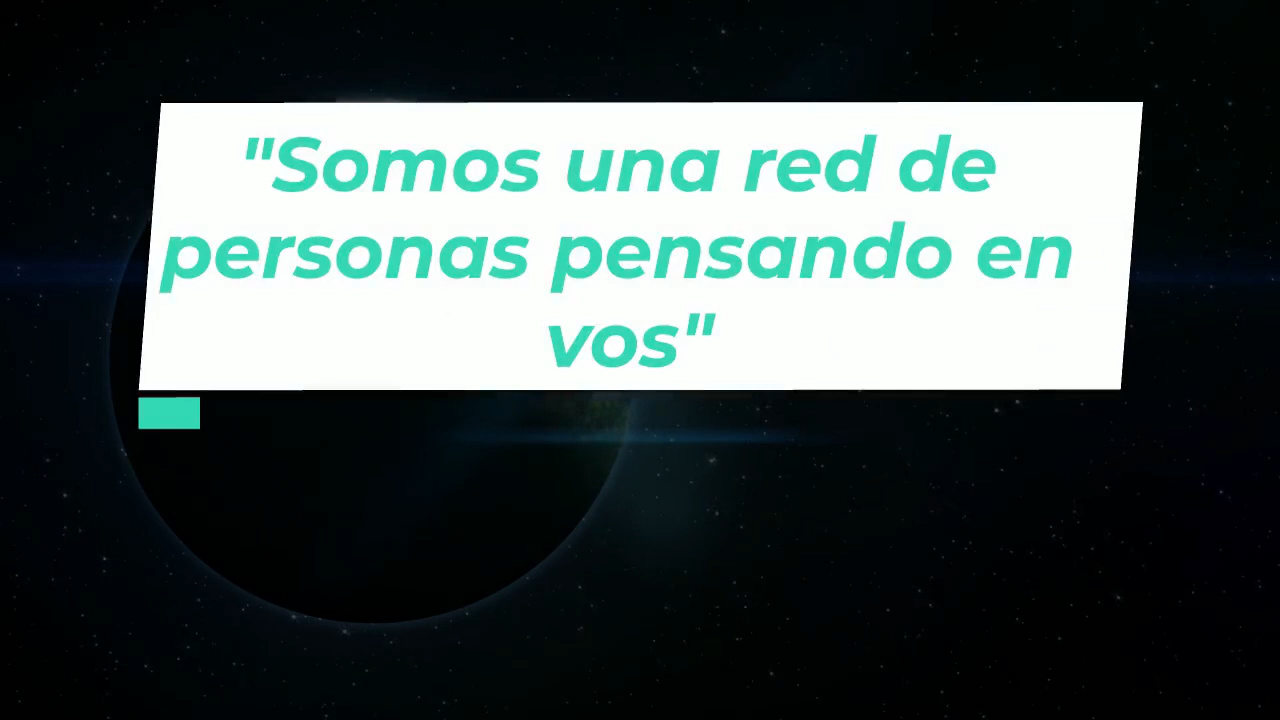 "Somos una red de
personas pensando en
vos"